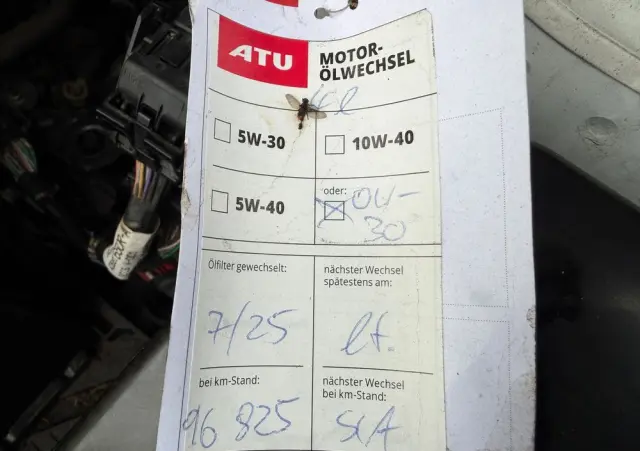 ATU
MOTOR-
ÖLWECHSEL
5W-30
10W-40
5W-40
oder:
0W-
30
Ölfilter gewechselt:
nächster Wechsel
spätestens am:
7/25
lt.
bei km-Stand:
nächster Wechsel
bei km-Stand:
96 825